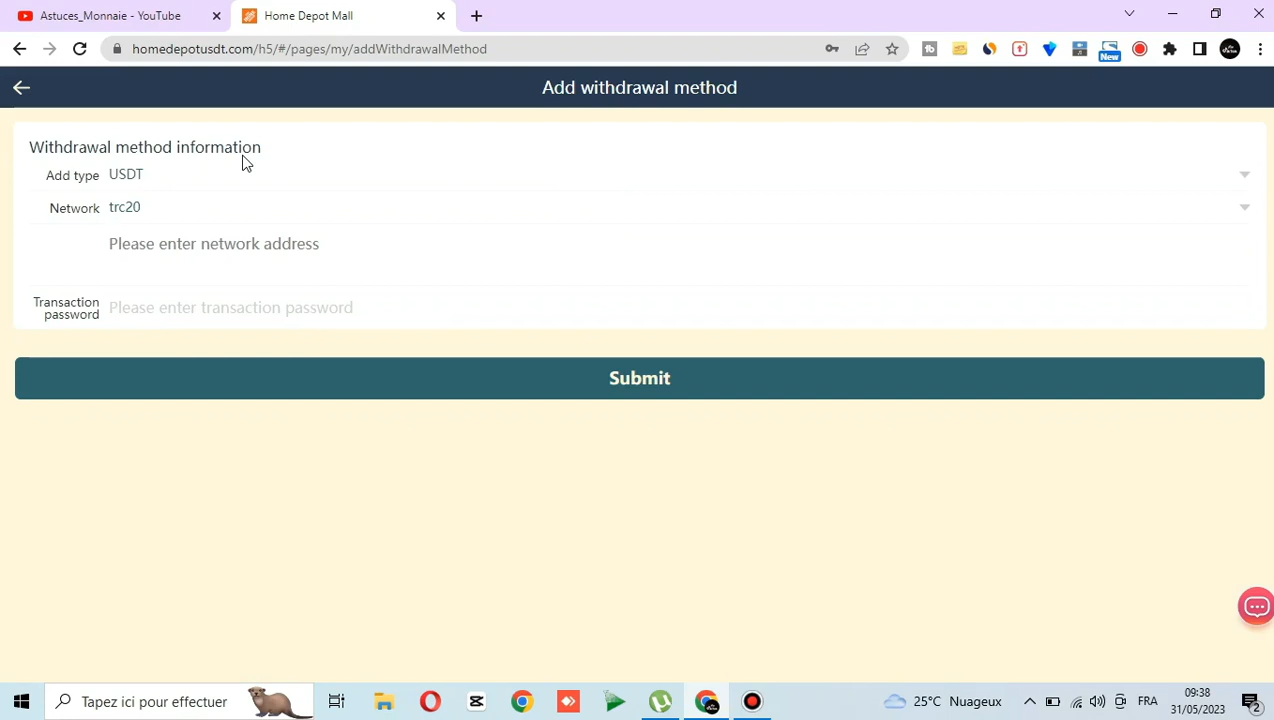 Astuces_Monnaie - YouTube
Home Depot Mall
homedepotusdt.com/h5/#/pages/my/addWithdrawalMethod
New
Add withdrawal method
Withdrawal method information
Add type USDT
Network trc20
Please enter network address
Transaction password Please enter transaction password
Submit
Tapez ici pour effectuer
25°C Nuageux
FRA
09:38
31/05/2023
2